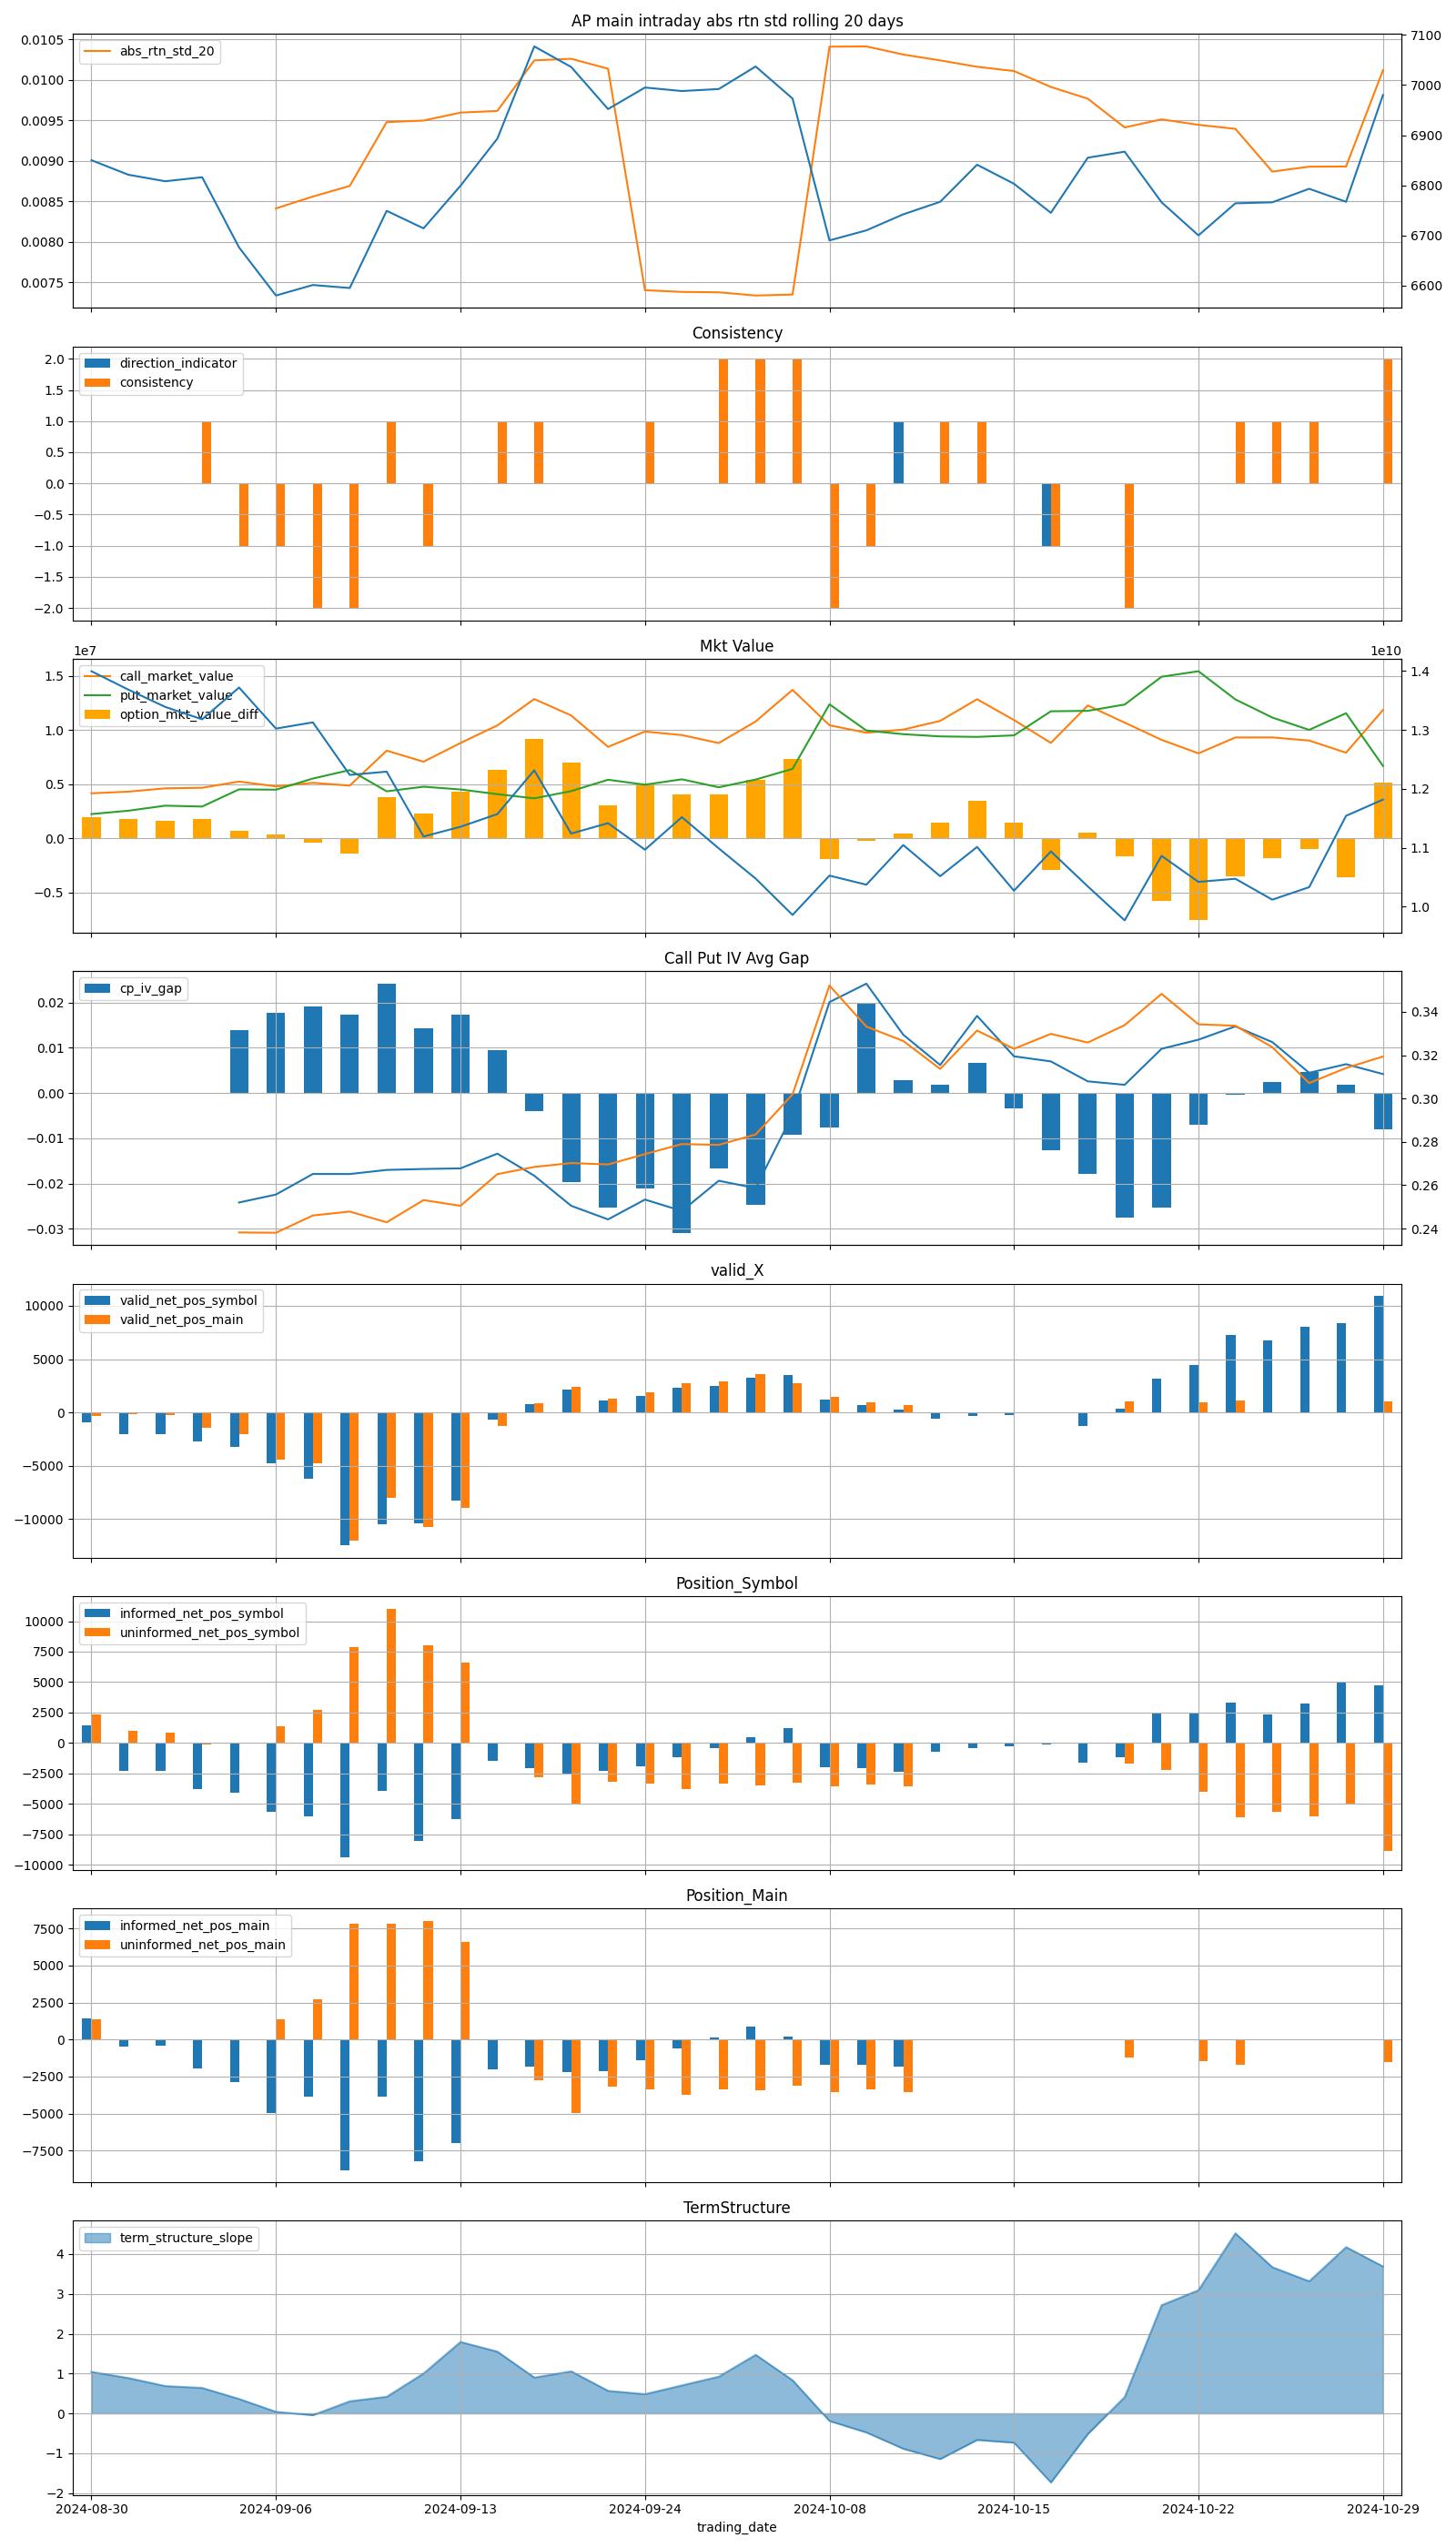 AP main intraday abs rtn std rolling 20 days
abs_rtn_std_20
0.0105
0.0100
0.0095
0.0090
0.0085
0.0080
0.0075
7100
7000
6900
6800
6700
6600
Consistency
direction_indicator
consistency
2.0
1.5
1.0
0.5
0.0
−0.5
−1.0
−1.5
−2.0
Mkt Value
1e7
1e10
call_market_value
put_market_value
option_mkt_value_diff
1.5
1.0
0.5
0.0
−0.5
1.4
1.3
1.2
1.1
1.0
Call Put IV Avg Gap
cp_iv_gap
0.02
0.01
0.00
−0.01
−0.02
−0.03
0.34
0.32
0.30
0.28
0.26
0.24
valid_X
valid_net_pos_symbol
valid_net_pos_main
10000
5000
0
−5000
−10000
Position_Symbol
informed_net_pos_symbol
uninformed_net_pos_symbol
10000
7500
5000
2500
0
−2500
−5000
−7500
−10000
Position_Main
informed_net_pos_main
uninformed_net_pos_main
7500
5000
2500
0
−2500
−5000
−7500
TermStructure
term_structure_slope
4
3
2
1
0
−1
−2
2024-08-30 2024-09-06 2024-09-13 2024-09-24 2024-10-08 2024-10-15 2024-10-22 2024-10-29
trading_date